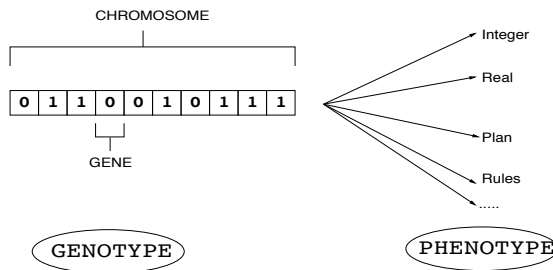 CHROMOSOME
0 1 1 0 0 1 0 1 1 1
GENE
GENOTYPE
Integer
Real
Plan
Rules
.....
PHENOTYPE